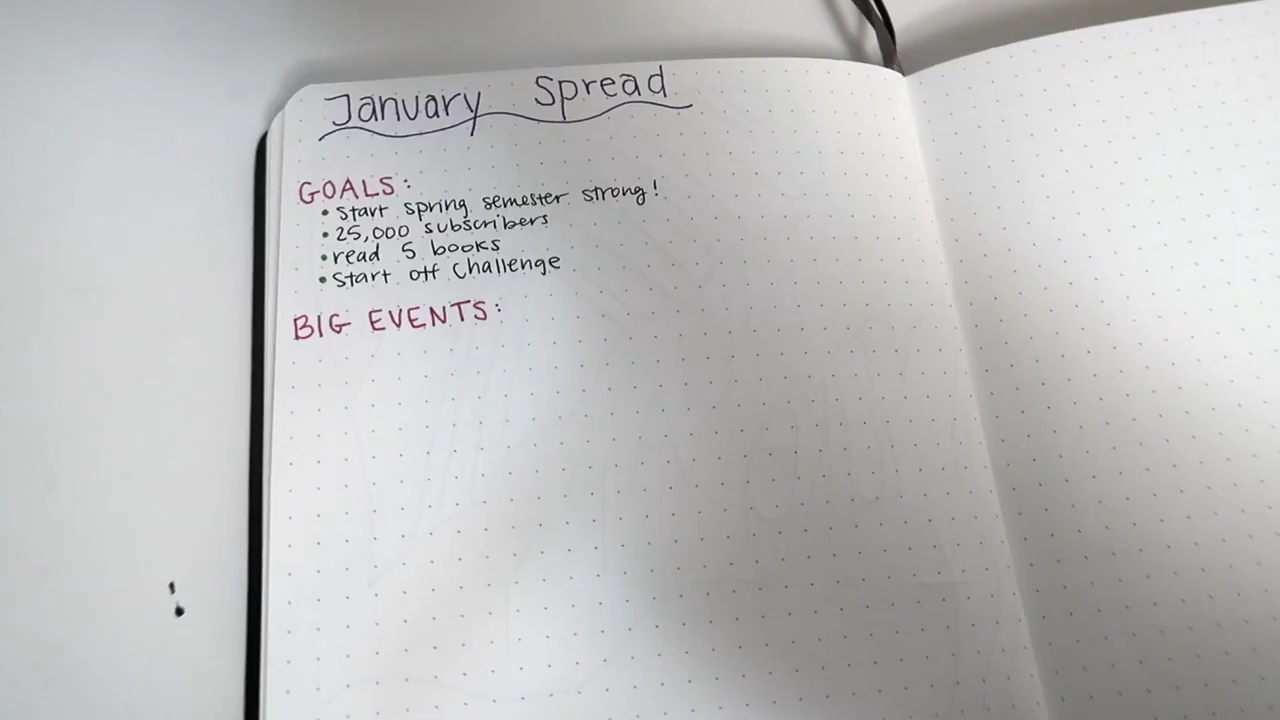 January Spread
GOALS:
• Start spring semester strong!
• 25,000 subscribers
• read 5 books
• Start off Challenge
BIG EVENTS: